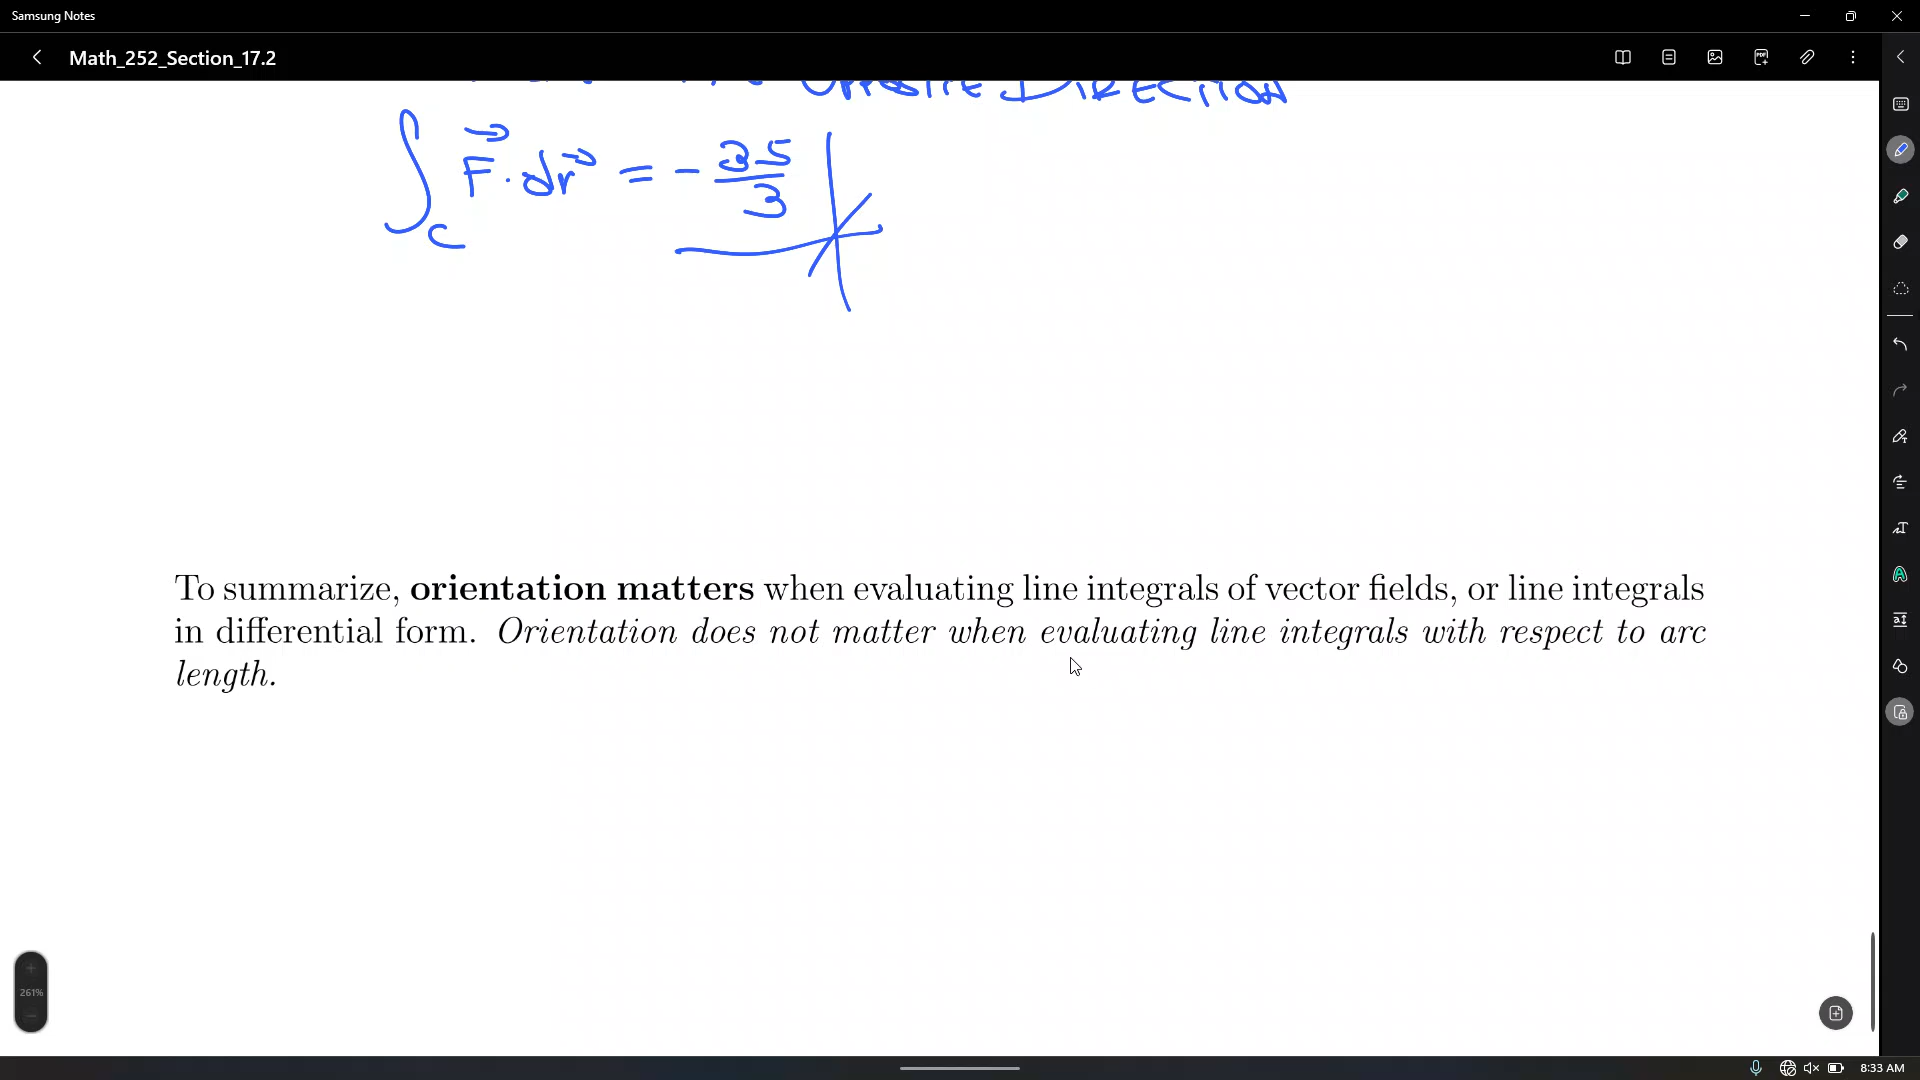 Samsung Notes
Math_252_Section_17.2
OPPOSITE DIRECTION
∫_C F⃗ · dr⃗ = - 35/3
To summarize, orientation matters when evaluating line integrals of vector fields, or line integrals
in differential form. Orientation does not matter when evaluating line integrals with respect to arc
length.
261%
8:33 AM